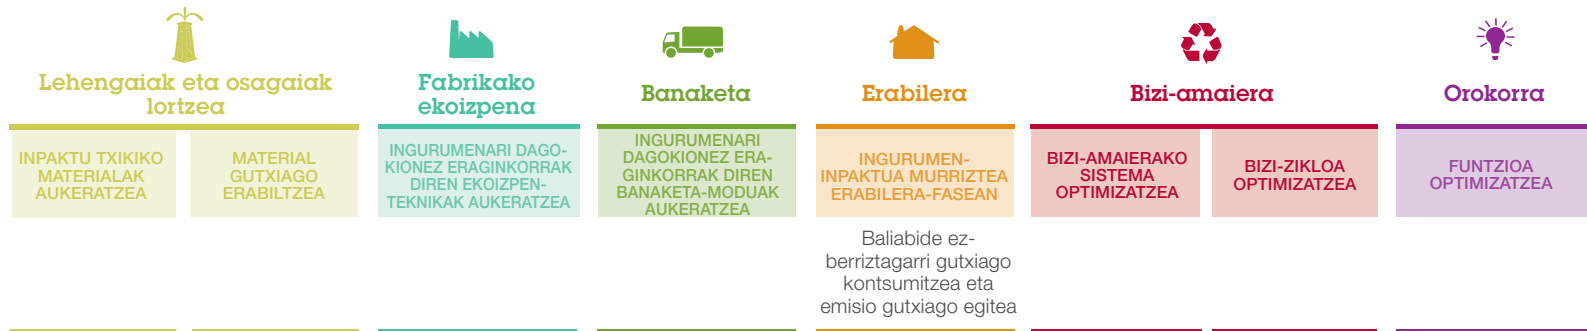 Lehengaiak eta osagaiak
lortzea
Fabrikako
ekoizpena
Banaketa
Erabilera
Bizi-amaiera
Orokorra
INPAKTU TXIKIKO
MATERIALAK
AUKERATZEA
MATERIAL
GUTXIAGO
ERABILTZEA
INGURUMENARI DAGO-
KIONEZ ERAGINKORRAK
DIREN EKOIZPEN-
TEKNIKAK AUKERATZEA
INGURUMENARI
DAGOKIONEZ ERA-
GINKORRAK DIREN
BANAKETA-MODUAK
AUKERATZEA
INGURUMEN-
INPAKTUA MURRIZTEA
ERABILERA-FASEAN
BIZI-AMAIERAKO
SISTEMA
OPTIMIZATZEA
BIZI-ZIKLOA
OPTIMIZATZEA
FUNTZIOA
OPTIMIZATZEA
Baliabide ez-
berriztagarri gutxiago
kontsumitzea eta
emisio gutxiago egitea